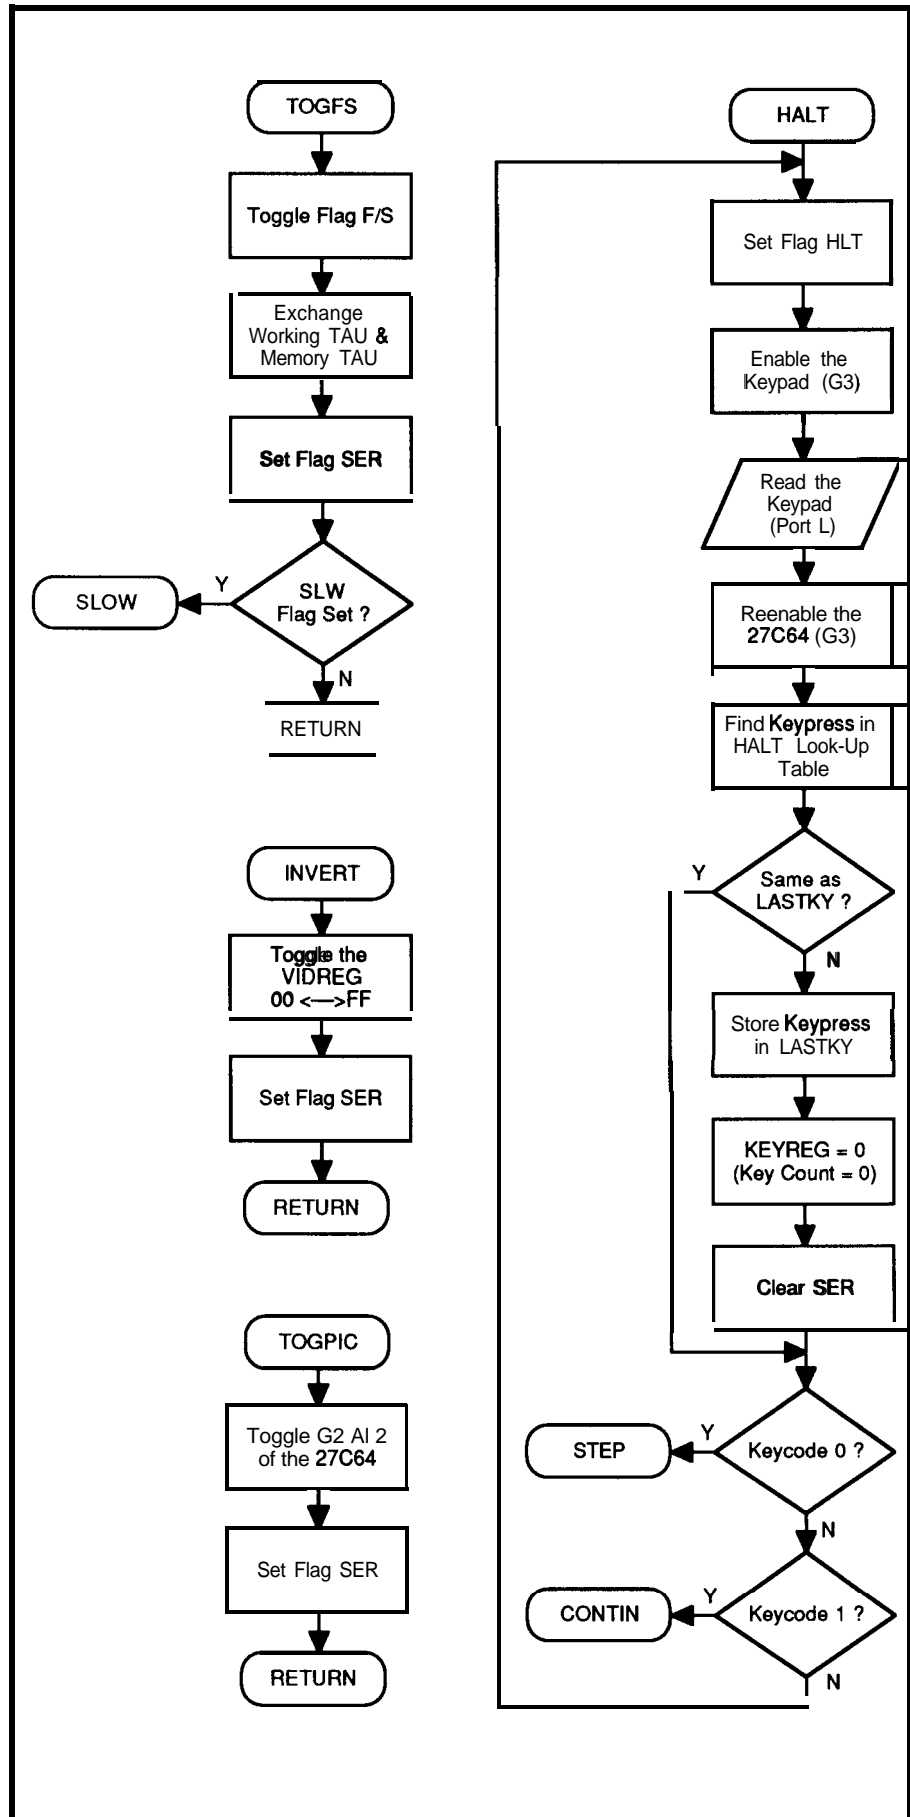 TOGFS
Toggle Flag F/S
Exchange
Working TAU &
Memory TAU
Set Flag SER
SLW
Flag Set ?
Y
SLOW
N
RETURN
INVERT
Toggle the
VIDREG
00 <—>FF
Set Flag SER
RETURN
TOGPIC
Toggle G2 Al 2
of the 27C64
Set Flag SER
RETURN
HALT
Set Flag HLT
Enable the
Keypad (G3)
Read the
Keypad
(Port L)
Reenable the
27C64 (G3)
Find Keypress in
HALT Look-Up
Table
Same as
LASTKY ?
Y
N
Store Keypress
in LASTKY
KEYREG = 0
(Key Count = 0)
Clear SER
Keycode 0 ?
Y
STEP
N
Keycode 1 ?
Y
CONTIN
N